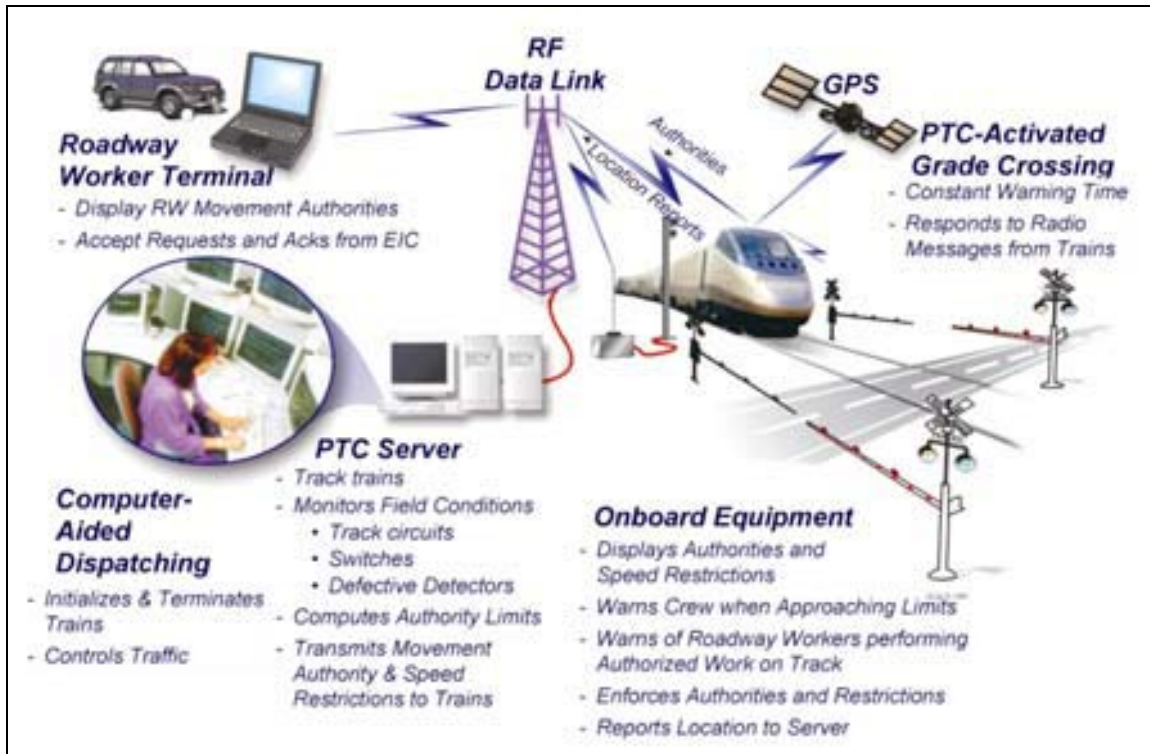 RF
Data Link
GPS
Roadway
Worker Terminal
- Display RW Movement Authorities
- Accept Requests and Acks from EIC
Authorities
Location Reports
PTC-Activated
Grade Crossing
- Constant Warning Time
- Responds to Radio
Messages from Trains
Computer-
Aided
Dispatching
- Initializes & Terminates
Trains
- Controls Traffic
PTC Server
- Track trains
- Monitors Field Conditions
• Track circuits
• Switches
• Defective Detectors
- Computes Authority Limits
- Transmits Movement
Authority & Speed
Restrictions to Trains
Onboard Equipment
- Displays Authorities and
Speed Restrictions
- Warns Crew when Approaching Limits
- Warns of Roadway Workers performing
Authorized Work on Track
- Enforces Authorities and Restrictions
- Reports Location to Server